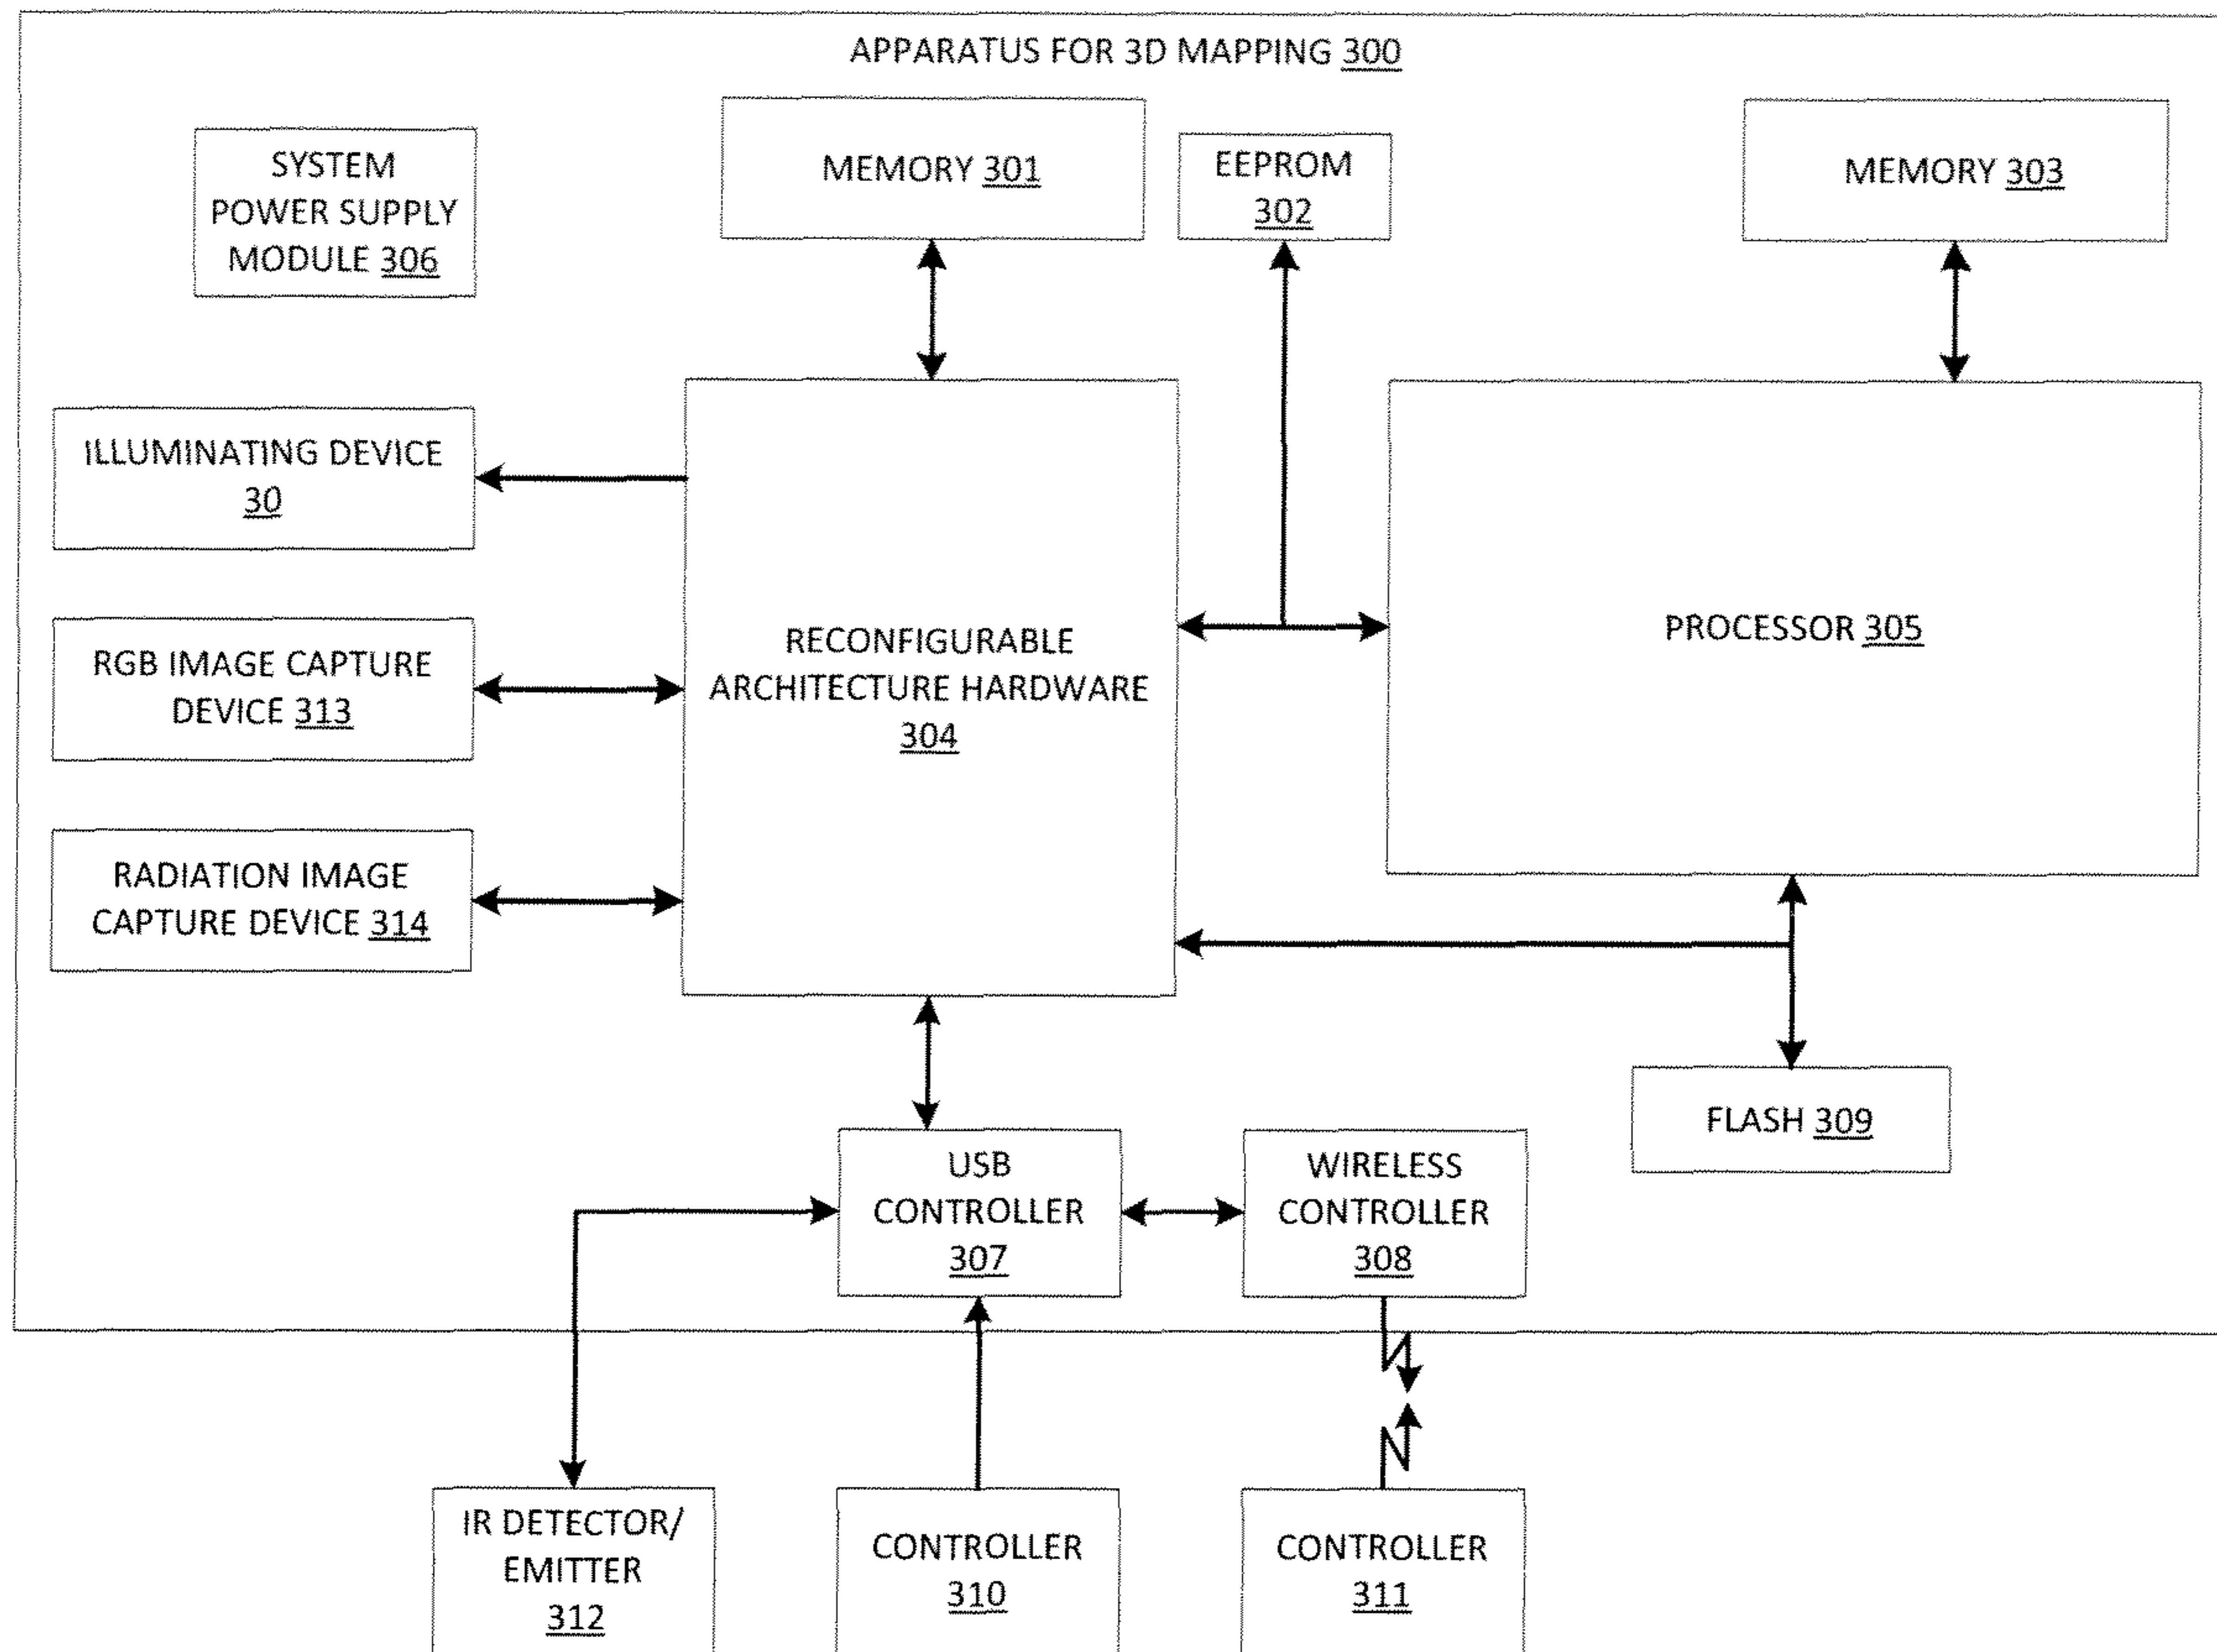 APPARATUS FOR 3D MAPPING 300
SYSTEM
POWER SUPPLY
MODULE 306
MEMORY 301
EEPROM
302
MEMORY 303
ILLUMINATING DEVICE
30
RGB IMAGE CAPTURE
DEVICE 313
RADIATION IMAGE
CAPTURE DEVICE 314
RECONFIGURABLE
ARCHITECTURE HARDWARE
304
PROCESSOR 305
FLASH 309
USB
CONTROLLER
307
WIRELESS
CONTROLLER
308
IR DETECTOR/
EMITTER
312
CONTROLLER
310
CONTROLLER
311